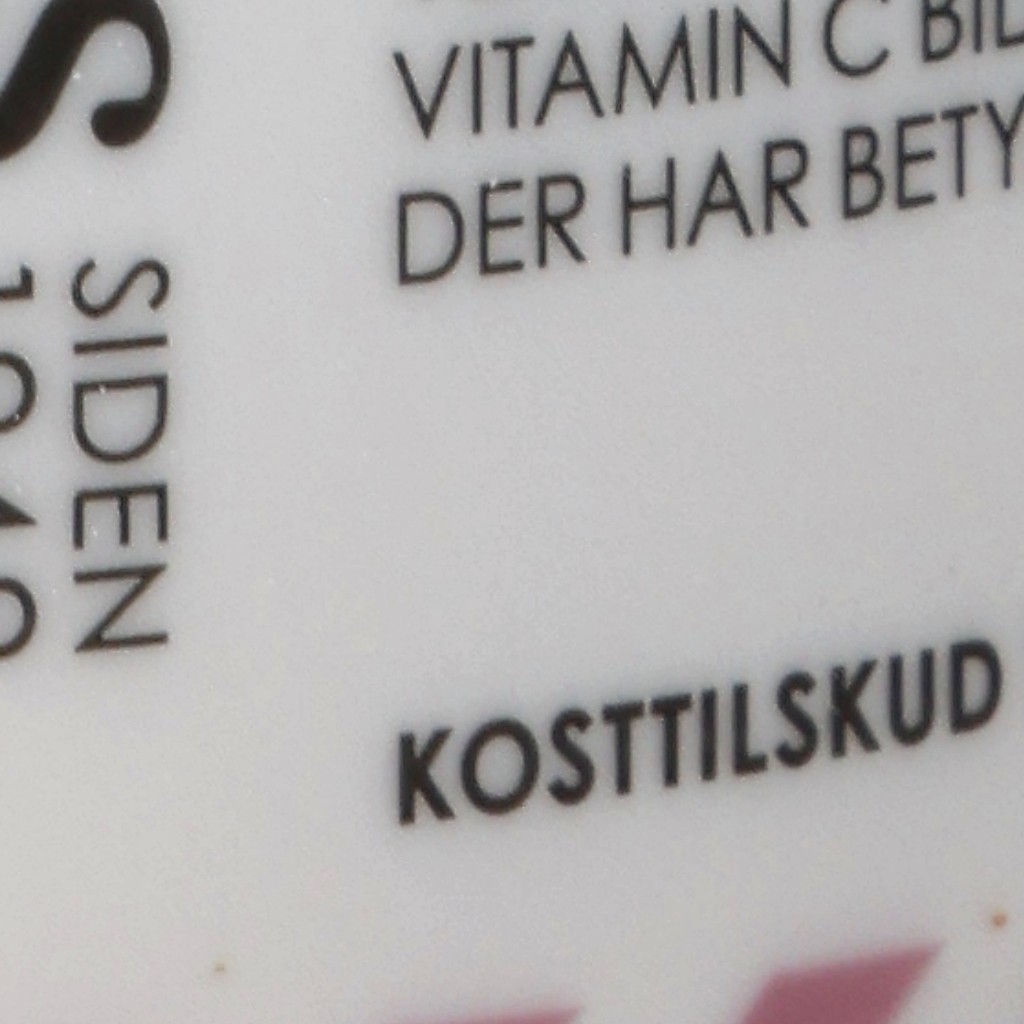 VITAMIN C
DER HAR
KOSTTILSKUD
SIDEN